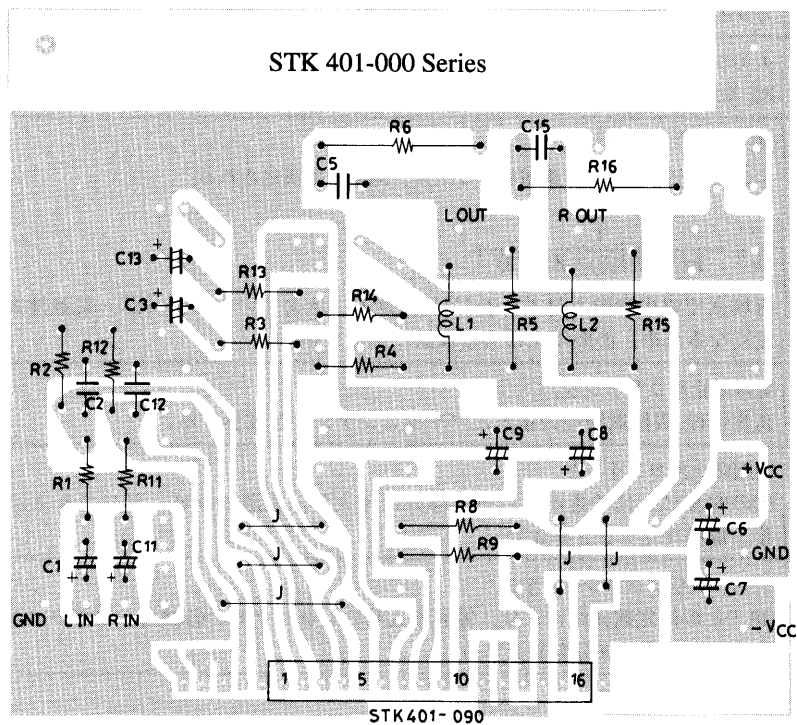 STK 401-000 Series
R6
C15
C5
R16
L OUT
R OUT
+
C13
R13
+
C3
R14
R3
L1
R5
L2
R15
R2
R12
R4
C2
C12
+
C9
C8
+
R1
R11
+VCC
J
R8
+
C6
R9
J
J
GND
C1
+
C11
+
J
+
C7
J
GND
L IN
R IN
-VCC
1
5
10
16
STK401-090